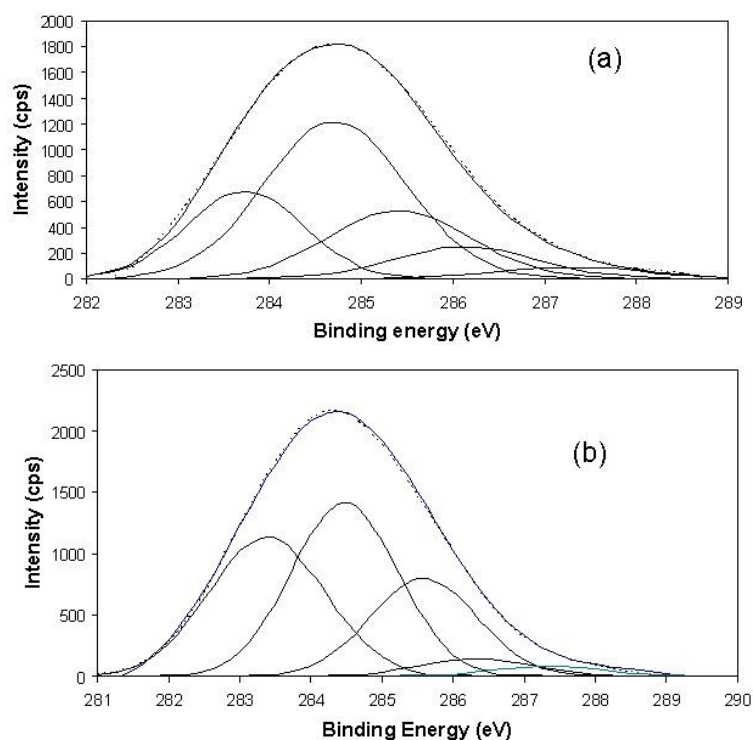 2000
1800
1600
1400
1200
1000
800
600
400
200
0
Intensity (cps)
(a)
282 283 284 285 286 287 288 289
Binding energy (eV)
2500
2000
1500
1000
500
0
Intensity (cps)
(b)
281 282 283 284 285 286 287 288 289 290
Binding Energy (eV)